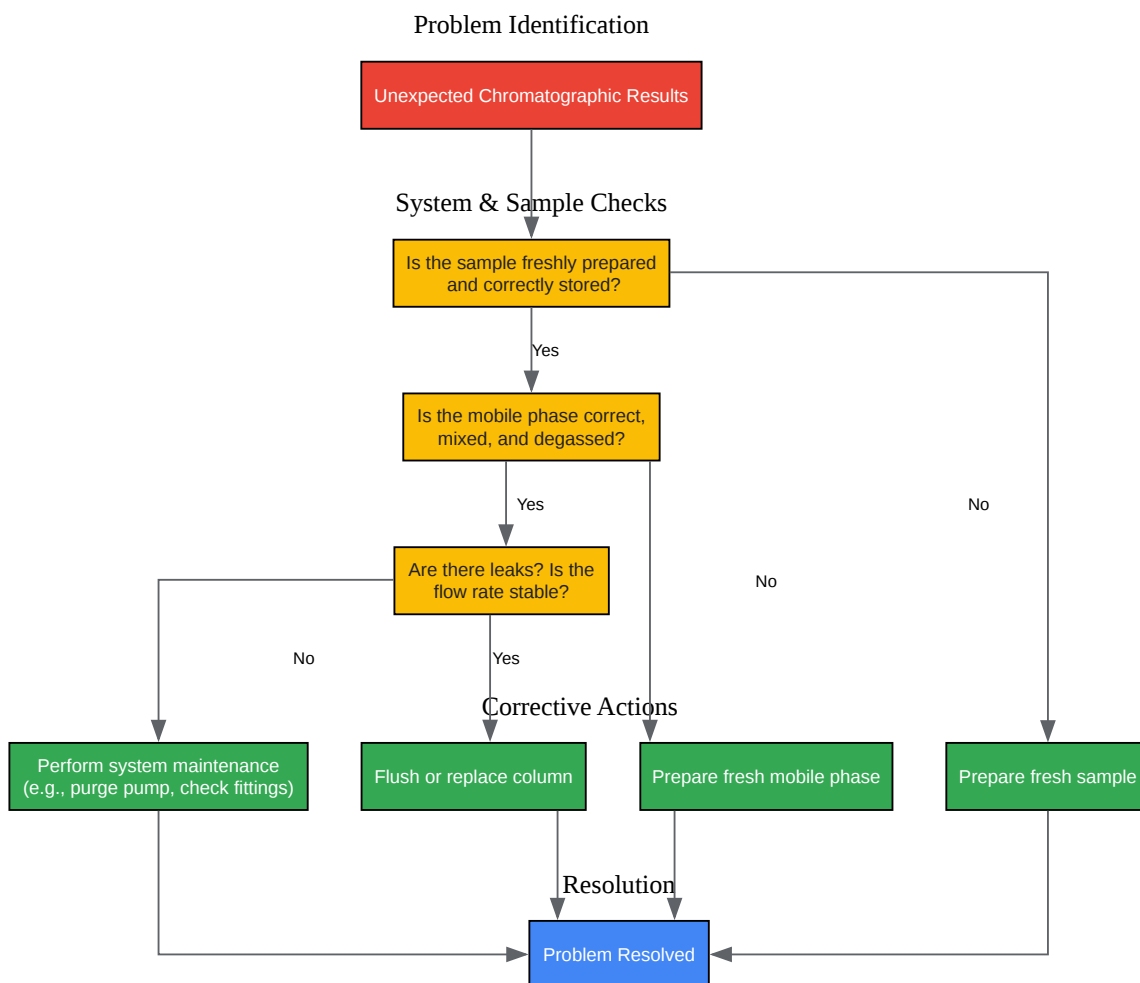 Problem Identification
Unexpected Chromatographic Results
System & Sample Checks
Is the sample freshly prepared
and correctly stored?
Yes
Is the mobile phase correct,
mixed, and degassed?
Yes
No
Are there leaks? Is the
flow rate stable?
No
No
Yes
Corrective Actions
Perform system maintenance
(e.g., purge pump, check fittings)
Flush or replace column
Prepare fresh mobile phase
Prepare fresh sample
Resolution
Problem Resolved